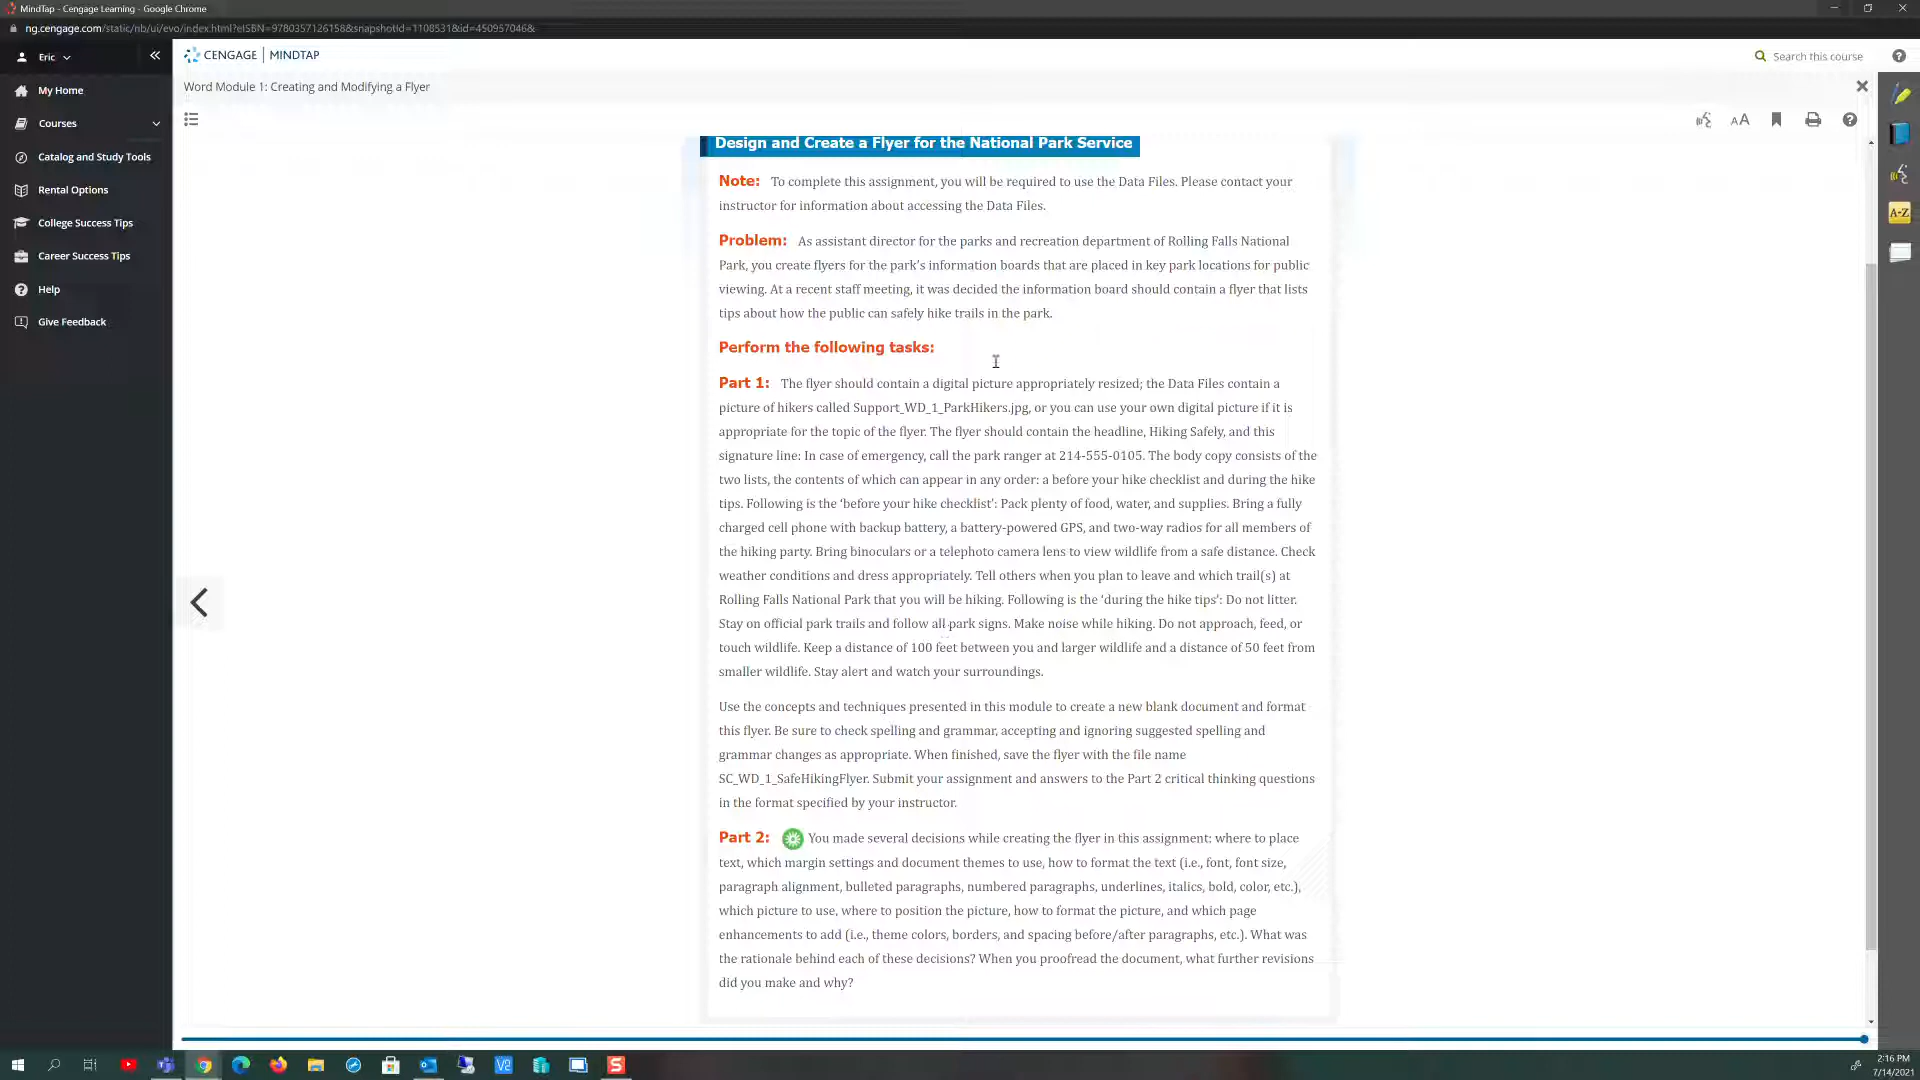 MindTap - Cengage Learning - Google Chrome
ng.cengage.com/static/nb/ui/evo/index.html?eISBN=9780357126158&snapshotId=1108531&id=450957046&
Eric
CENGAGE | MINDTAP
Search this course
My Home
Courses
Catalog and Study Tools
Rental Options
College Success Tips
Career Success Tips
Help
Give Feedback
Word Module 1: Creating and Modifying a Flyer
AA
A-Z
Design and Create a Flyer for the National Park Service
Note: To complete this assignment, you will be required to use the Data Files. Please contact your
instructor for information about accessing the Data Files.
Problem: As assistant director for the parks and recreation department of Rolling Falls National
Park, you create flyers for the park's information boards that are placed in key park locations for public
viewing. At a recent staff meeting, it was decided the information board should contain a flyer that lists
tips about how the public can safely hike trails in the park.
Perform the following tasks:
Part 1: The flyer should contain a digital picture appropriately resized; the Data Files contain a
picture of hikers called Support_WD_1_ParkHikers.jpg, or you can use your own digital picture if it is
appropriate for the topic of the flyer. The flyer should contain the headline, Hiking Safely, and this
signature line: In case of emergency, call the park ranger at 214-555-0105. The body copy consists of the
two lists, the contents of which can appear in any order: a before your hike checklist and during the hike
tips. Following is the ‘before your hike checklist’: Pack plenty of food, water, and supplies. Bring a fully
charged cell phone with backup battery, a battery-powered GPS, and two-way radios for all members of
the hiking party. Bring binoculars or a telephoto camera lens to view wildlife from a safe distance. Check
weather conditions and dress appropriately. Tell others when you plan to leave and which trail(s) at
Rolling Falls National Park that you will be hiking. Following is the ‘during the hike tips’: Do not litter.
Stay on official park trails and follow all park signs. Make noise while hiking. Do not approach, feed, or
touch wildlife. Keep a distance of 100 feet between you and larger wildlife and a distance of 50 feet from
smaller wildlife. Stay alert and watch your surroundings.
Use the concepts and techniques presented in this module to create a new blank document and format
this flyer. Be sure to check spelling and grammar, accepting and ignoring suggested spelling and
grammar changes as appropriate. When finished, save the flyer with the file name
SC_WD_1_SafeHikingFlyer. Submit your assignment and answers to the Part 2 critical thinking questions
in the format specified by your instructor.
Part 2: You made several decisions while creating the flyer in this assignment: where to place
text, which margin settings and document themes to use, how to format the text (i.e., font, font size,
paragraph alignment, bulleted paragraphs, numbered paragraphs, underlines, italics, bold, color, etc.),
which picture to use, where to position the picture, how to format the picture, and which page
enhancements to add (i.e., theme colors, borders, and spacing before/after paragraphs, etc.). What was
the rationale behind each of these decisions? When you proofread the document, what further revisions
did you make and why?
2:16 PM
7/14/2021